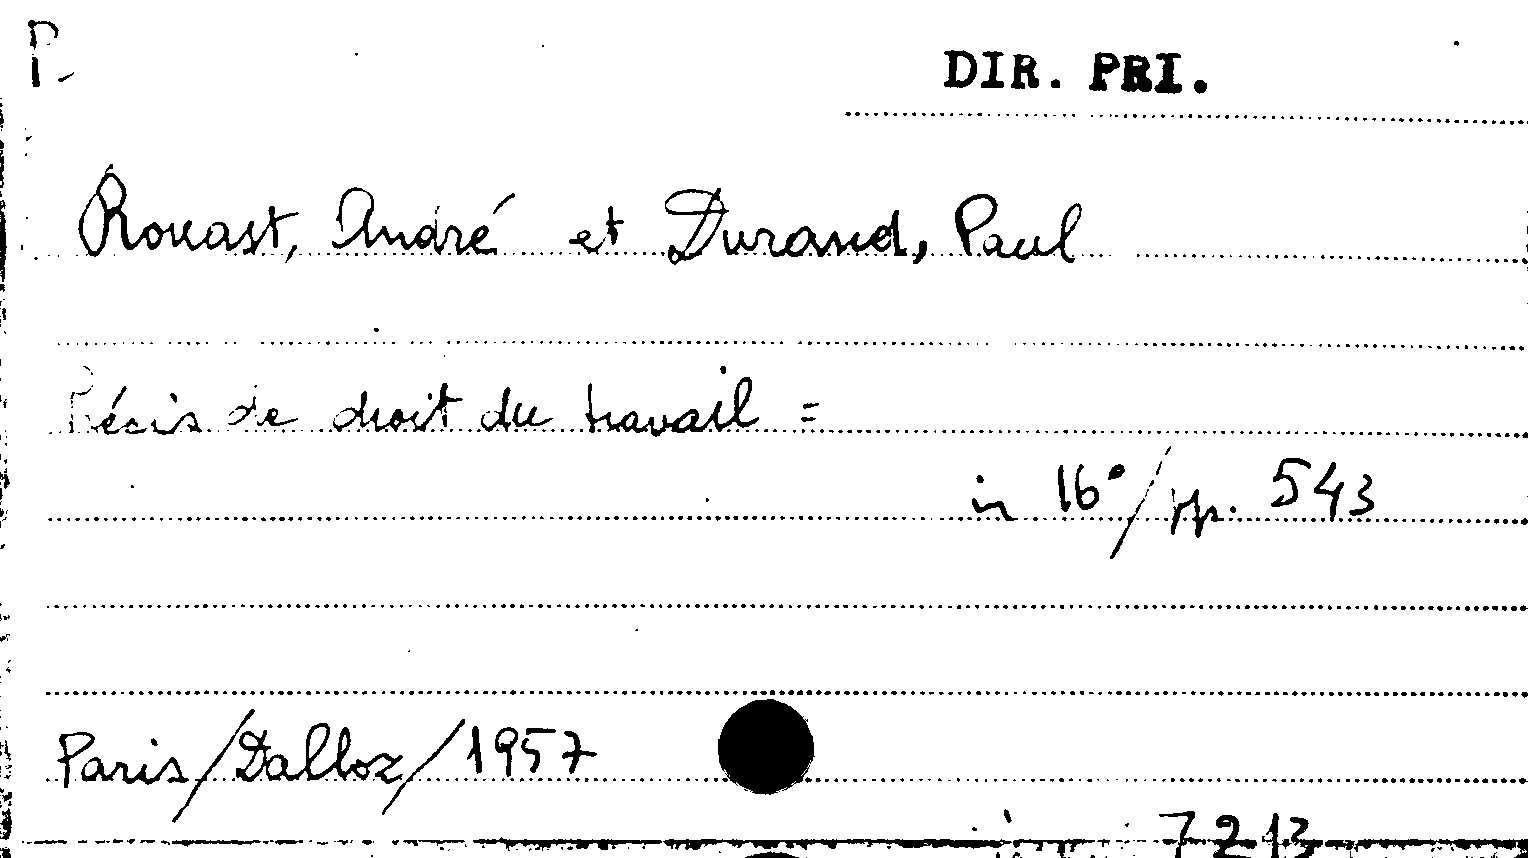 P.
DIR. PRI.
Rouast, André et Durand, Paul
Précis de droit du travail =
in 16°/pp. 543
Paris/Dalloz/1957
7213